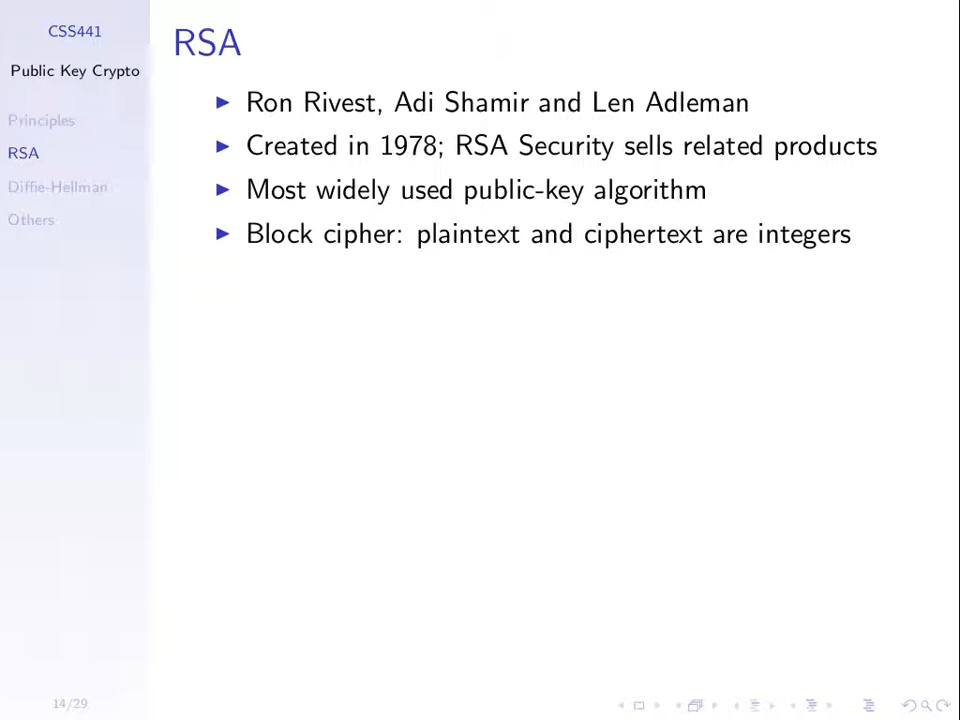 CSS441
Public Key Crypto
Principles
RSA
Diffie-Hellman
Others
RSA
Ron Rivest, Adi Shamir and Len Adleman
Created in 1978; RSA Security sells related products
Most widely used public-key algorithm
Block cipher: plaintext and ciphertext are integers
14/29